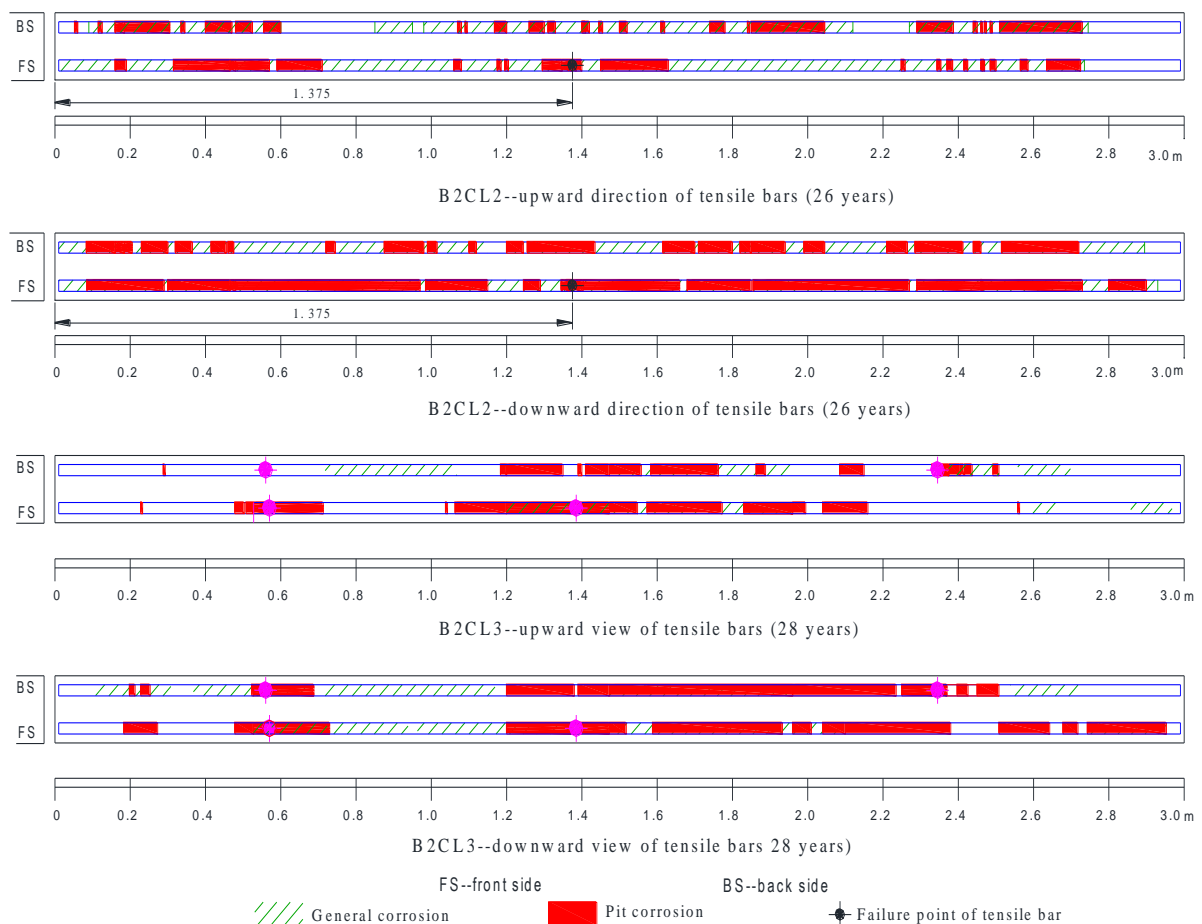 BS
FS
1.375
0 0.2 0.4 0.6 0.8 1.0 1.2 1.4 1.6 1.8 2.0 2.2 2.4 2.6 2.8 3.0m
B2CL2--upward direction of tensile bars (26 years)
BS
FS
1.375
0 0.2 0.4 0.6 0.8 1.0 1.2 1.4 1.6 1.8 2.0 2.2 2.4 2.6 2.8 3.0m
B2CL2--downward direction of tensile bars (26 years)
BS
FS
0 0.2 0.4 0.6 0.8 1.0 1.2 1.4 1.6 1.8 2.0 2.2 2.4 2.6 2.8 3.0m
B2CL3--upward view of tensile bars (28 years)
BS
FS
0 0.2 0.4 0.6 0.8 1.0 1.2 1.4 1.6 1.8 2.0 2.2 2.4 2.6 2.8 3.0m
B2CL3--downward view of tensile bars 28 years)
FS--front side BS--back side
General corrosion Pit corrosion Failure point of tensile bar